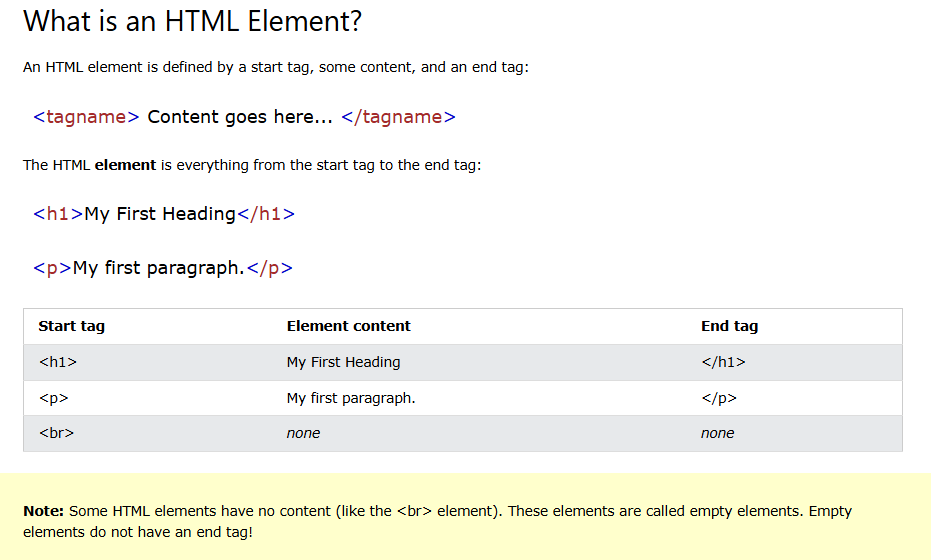 What is an HTML Element?
An HTML element is defined by a start tag, some content, and an end tag:
<tagname> Content goes here... </tagname>
The HTML element is everything from the start tag to the end tag:
<h1>My First Heading</h1>
<p>My first paragraph.</p>
Start tag Element content End tag
<h1> My First Heading </h1>
<p> My first paragraph. </p>
<br> none none
Note: Some HTML elements have no content (like the <br> element). These elements are called empty elements. Empty
elements do not have an end tag!